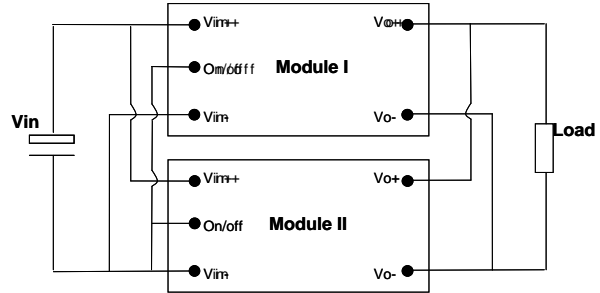 Vin+
Vo+
On/off
Module I
Vin-
Vo-
Vin
Load
Vin+
Vo+
On/off
Module II
Vin-
Vo-